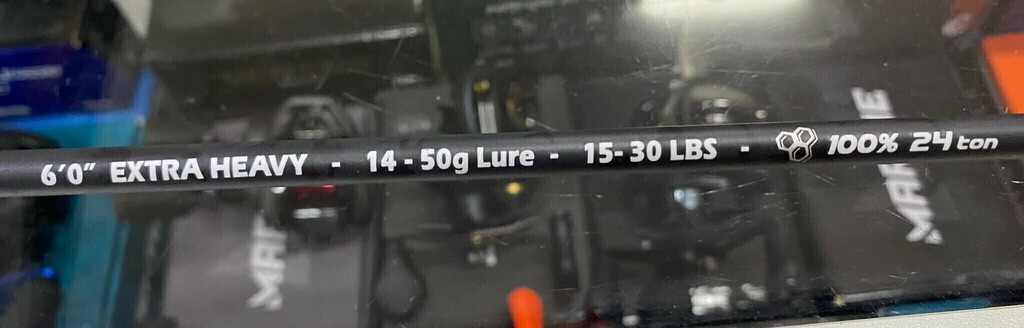 6'0" EXTRA HEAVY - 14 - 50g Lure - 15- 30 LBS - 100% 24 ton